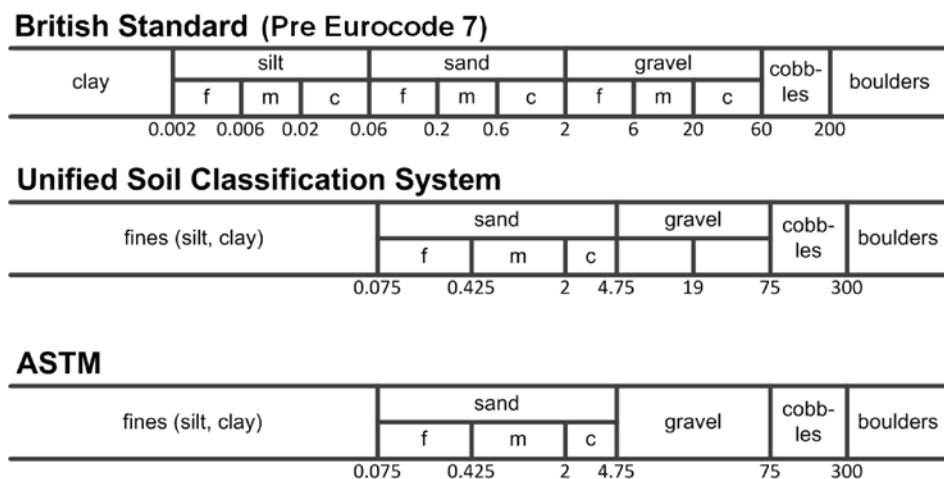 British Standard (Pre Eurocode 7)
clay silt sand gravel cobb-les boulders
f m c f m c f m c
0.002 0.006 0.02 0.06 0.2 0.6 2 6 20 60 200
Unified Soil Classification System
fines (silt, clay) sand gravel cobb-les boulders
f m c
0.075 0.425 2 4.75 19 75 300
ASTM
fines (silt, clay) sand gravel cobb-les boulders
f m c
0.075 0.425 2 4.75 75 300